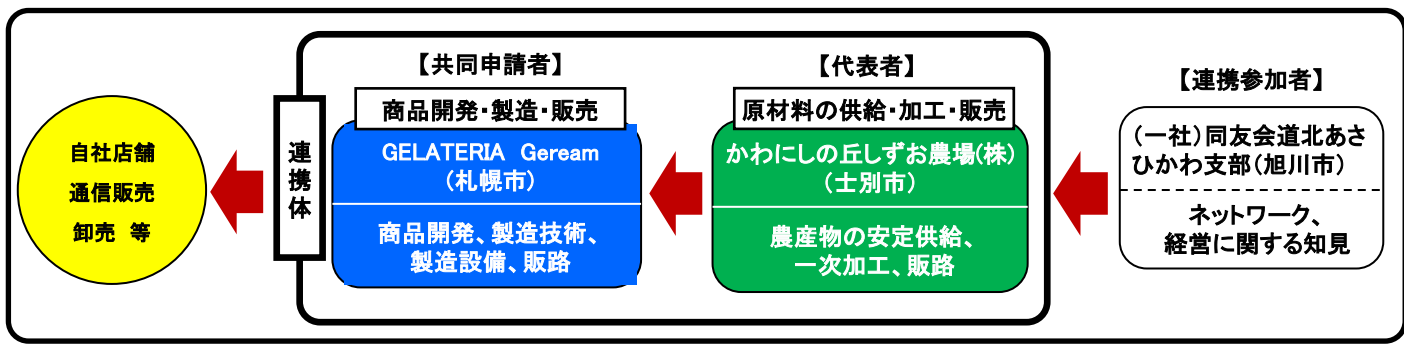 自社店舗
通信販売
卸売 等
連携体
【共同申請者】
商品開発・製造・販売
GELATERIA Geream
（札幌市）
商品開発、製造技術、
製造設備、販路
【代表者】
原材料の供給・加工・販売
かわにしの丘しずお農場(株)
（士別市）
農産物の安定供給、
一次加工、販路
【連携参加者】
（一社）同友会道北あさ
ひかわ支部（旭川市）
ネットワーク、
経営に関する知見